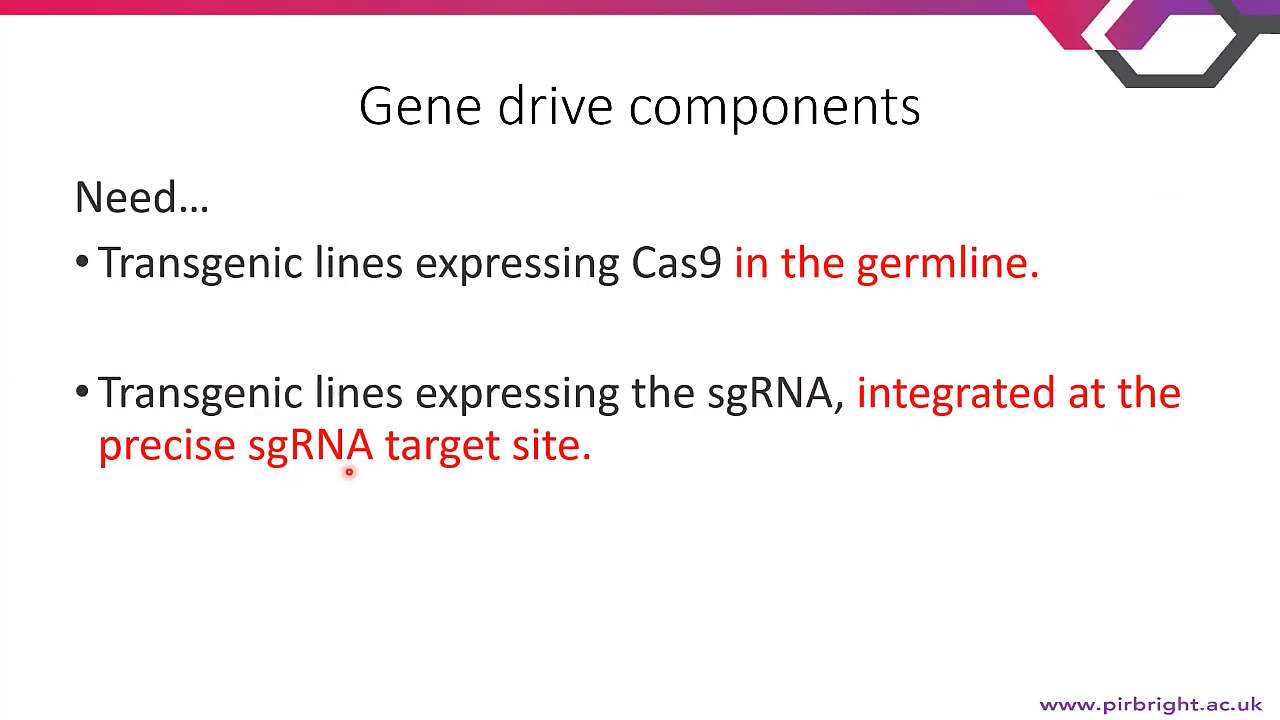 Gene drive components
Need…
• Transgenic lines expressing Cas9 in the germline.
• Transgenic lines expressing the sgRNA, integrated at the
precise sgRNA target site.
www.pirbright.ac.uk